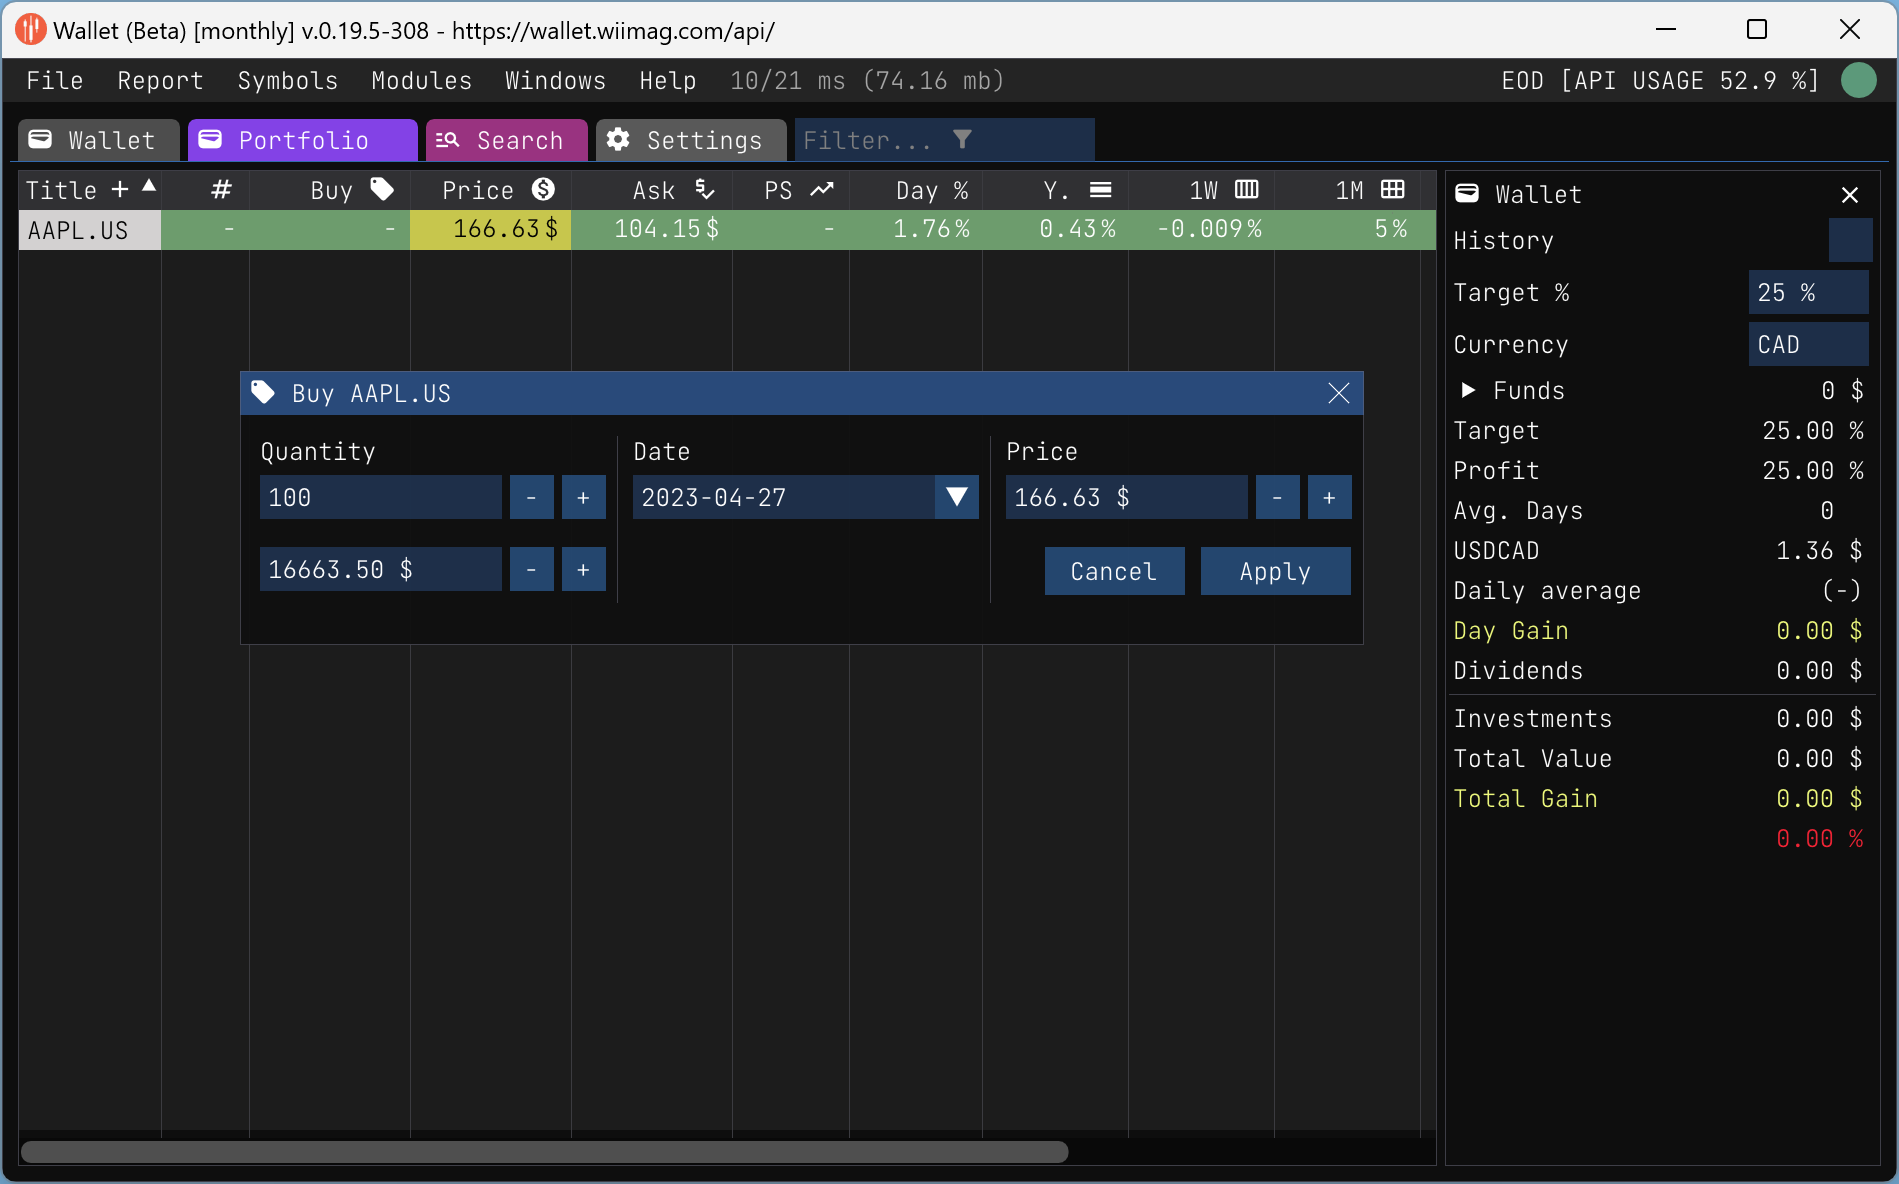 Wallet (Beta) [monthly] v.0.19.5-308 - https://wallet.wiimag.com/api/
File Report Symbols Modules Windows Help 10/21 ms (74.16 mb) EOD [API USAGE 52.9 %]
Wallet Portfolio Search Settings Filter...
Title + # Buy Price Ask PS Day % Y. 1W 1M
AAPL.US - - 166.63 $ 104.15 $ - 1.76 % 0.43 % -0.009 % 5 %
Buy AAPL.US
Quantity Date Price
100 - + 2023-04-27 166.63 $ - +
16663.50 $ - + Cancel Apply
Wallet
History
Target % 25 %
Currency CAD
Funds 0 $
Target 25.00 %
Profit 25.00 %
Avg. Days 0
USDCAD 1.36 $
Daily average (-)
Day Gain 0.00 $
Dividends 0.00 $
Investments 0.00 $
Total Value 0.00 $
Total Gain 0.00 $
0.00 %